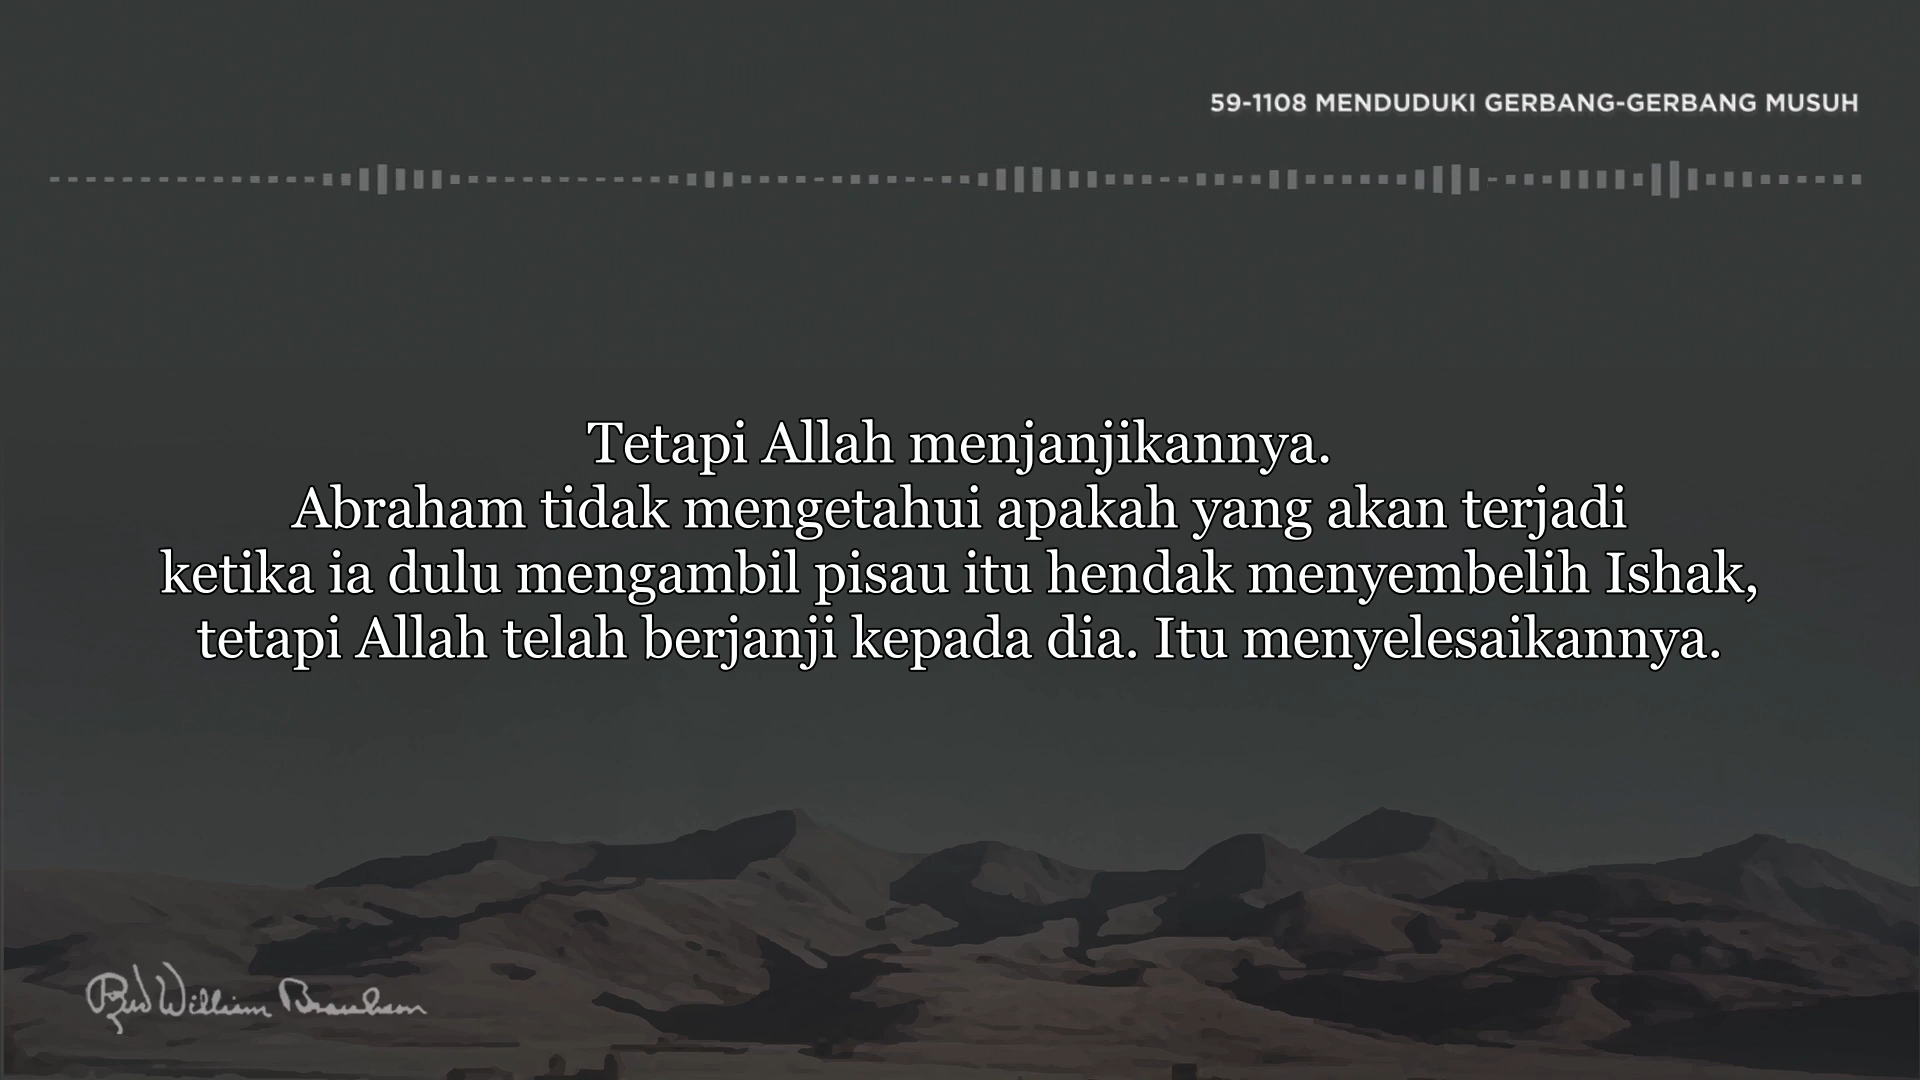 59-1108 MENDUDUKI GERBANG-GERBANG MUSUH
Tetapi Allah menjanjikannya.
Abraham tidak mengetahui apakah yang akan terjadi
ketika ia dulu mengambil pisau itu hendak menyembelih Ishak,
tetapi Allah telah berjanji kepada dia. Itu menyelesaikannya.
Rev William Branham